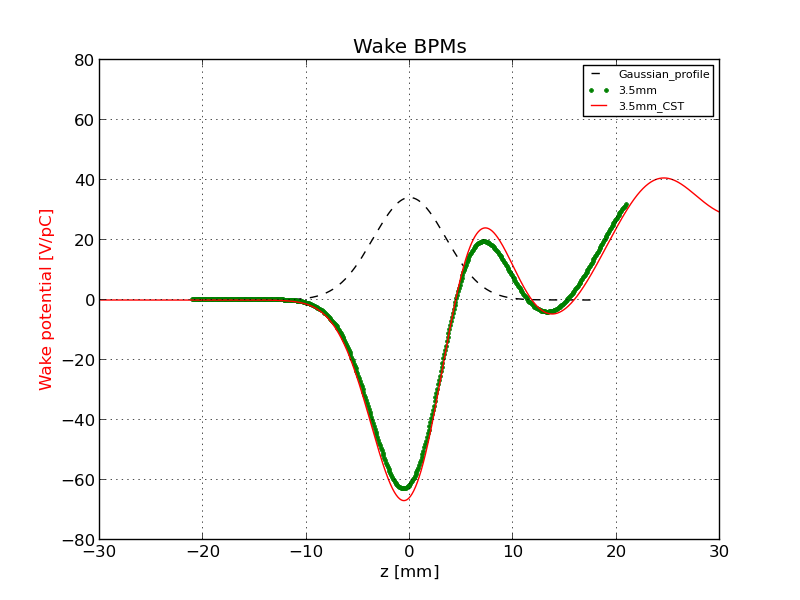 Wake BPMs
Gaussian_profile
3.5mm
3.5mm_CST
Wake potential [V/pC]
80
60
40
20
0
−20
−40
−60
−80
−30
−20
−10
0
10
20
30
z [mm]